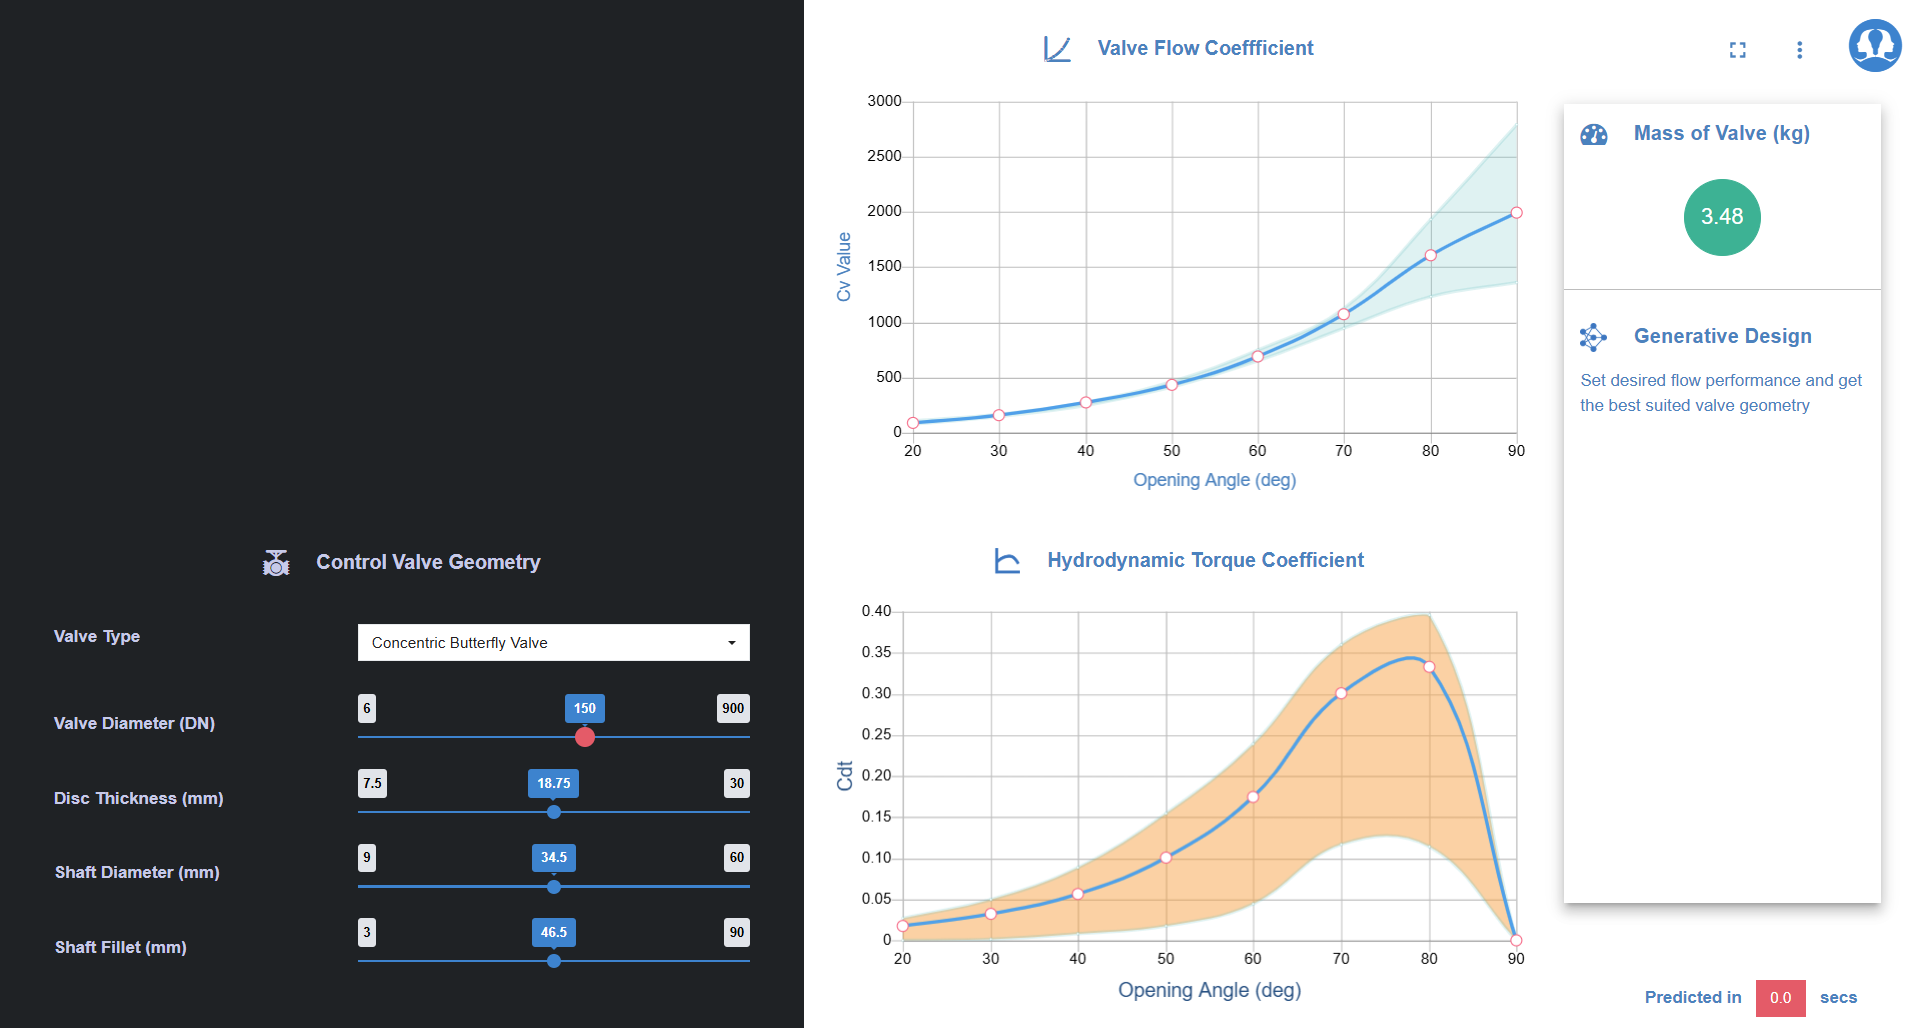 Control Valve Geometry
Valve Type
Concentric Butterfly Valve
Valve Diameter (DN)
6
150
900
Disc Thickness (mm)
7.5
18.75
30
Shaft Diameter (mm)
9
34.5
60
Shaft Fillet (mm)
3
46.5
90
Valve Flow Coeffficient
3000
2500
2000
1500
1000
500
0
Cv Value
20 30 40 50 60 70 80 90
Opening Angle (deg)
Hydrodynamic Torque Coefficient
0.40
0.35
0.30
0.25
0.20
0.15
0.10
0.05
0
Cdt
20 30 40 50 60 70 80 90
Opening Angle (deg)
Mass of Valve (kg)
3.48
Generative Design
Set desired flow performance and get
the best suited valve geometry
Predicted in 0.0 secs